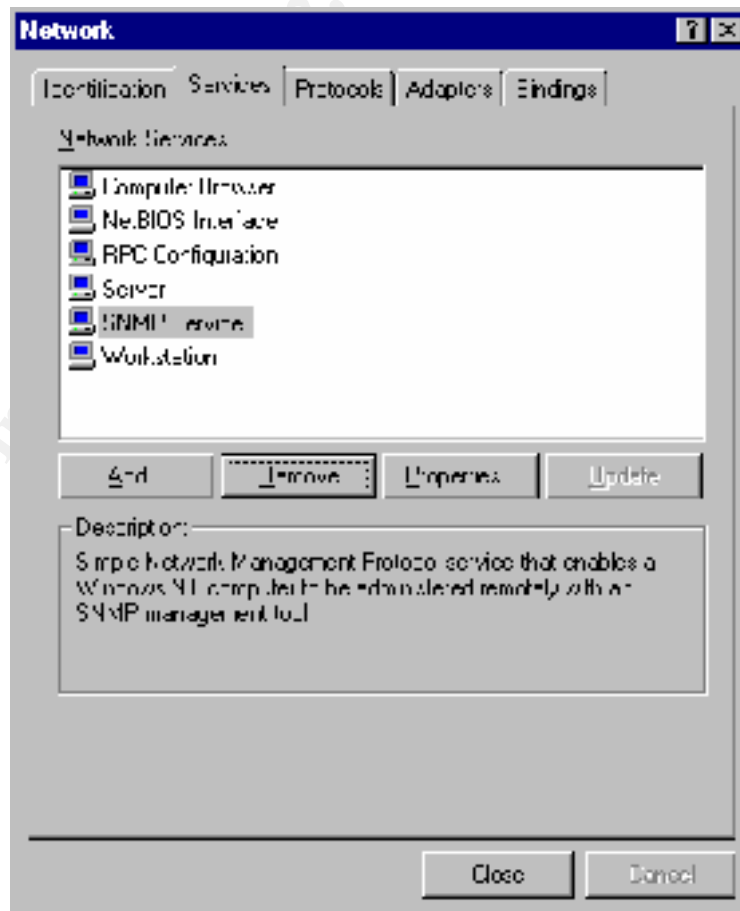 Network
Identification Services Protocols Adapters Bindings
Network Services
Computer Browser
NetBIOS Interface
RPC Configuration
Server
SNMP Service
Workstation
Add Remove Properties Update
Description:
Simple Network Management Protocol service that enables a
Windows NT computer to be administered remotely with an
SNMP management tool
Close Cancel